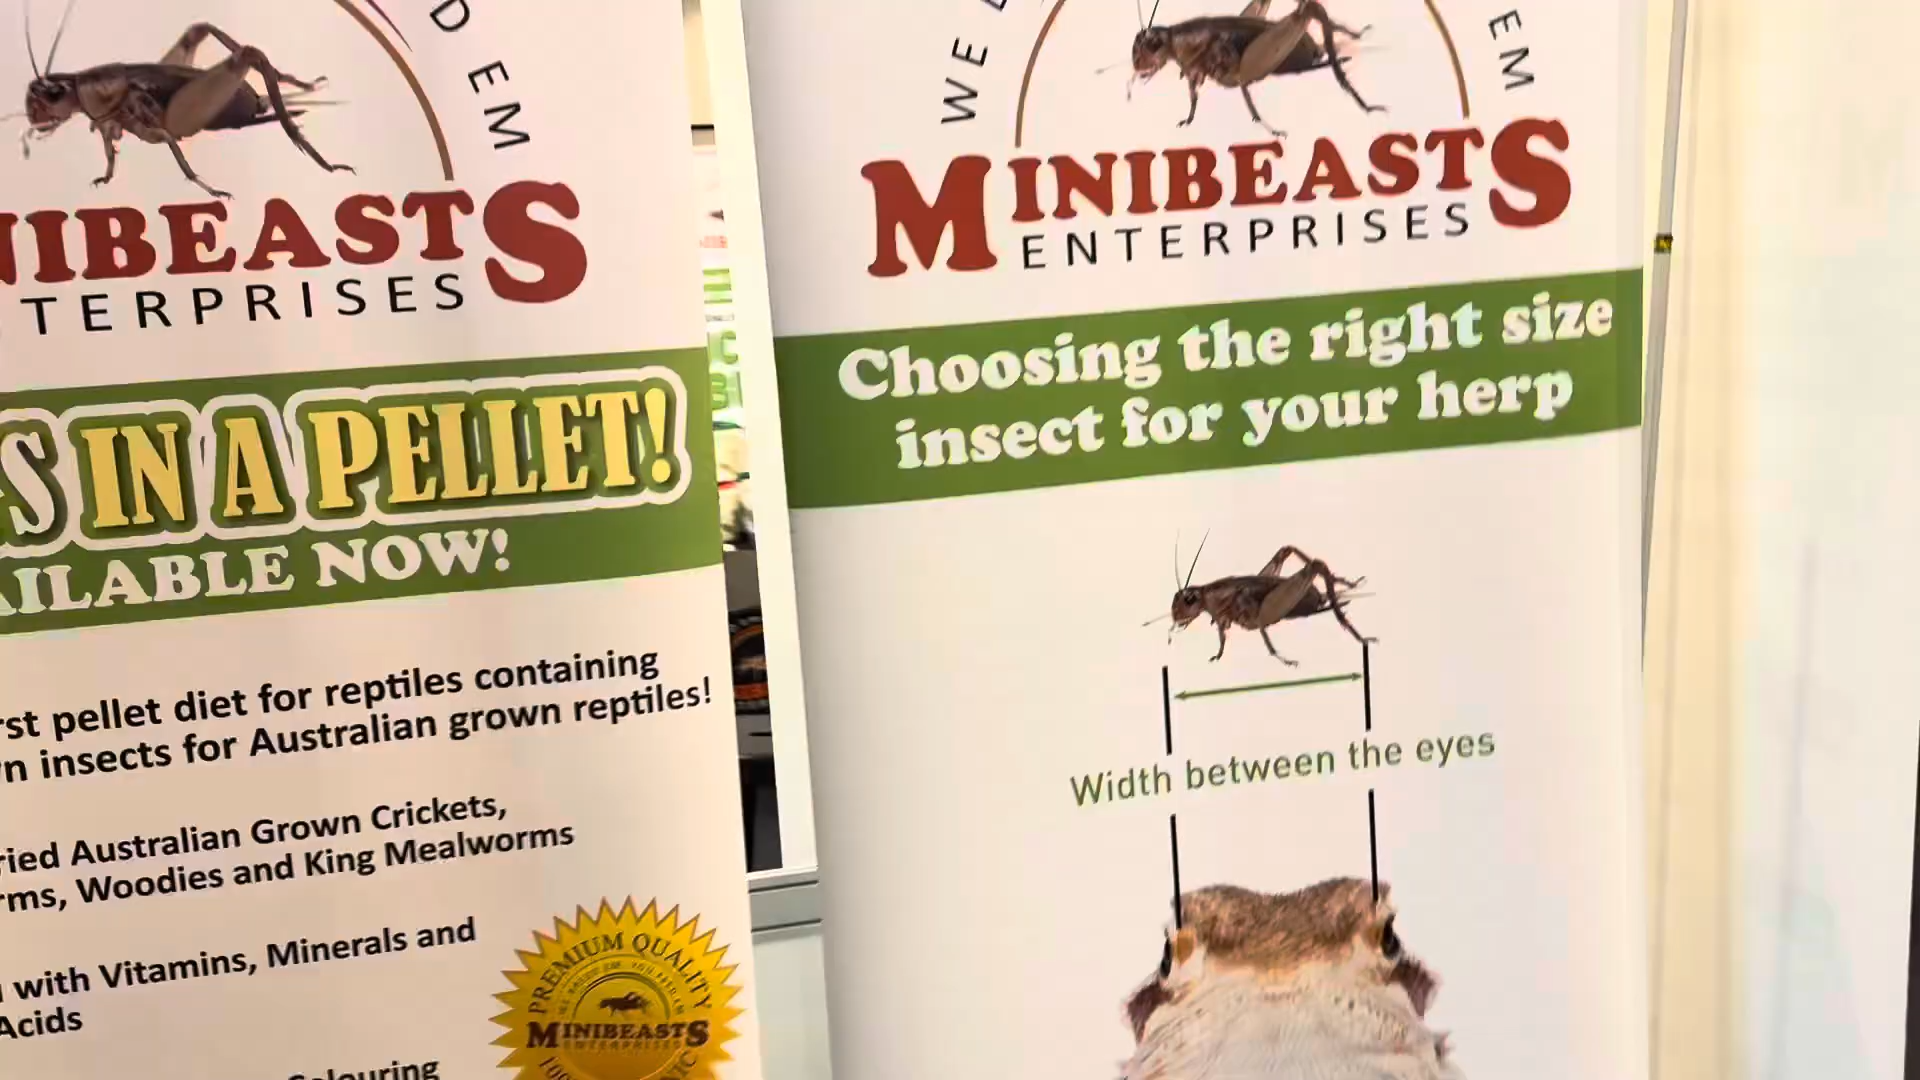 D EM
NIBEASTS
TERPRISES
S IN A PELLET!
AILABLE NOW!
rst pellet diet for reptiles containing
n insects for Australian grown reptiles!
ried Australian Grown Crickets,
rms, Woodies and King Mealworms
with Vitamins, Minerals and
Acids
Colouring
PREMIUM QUALITY
MINIBEASTS
ENTERPRISES
WE
EM
MINIBEASTS
ENTERPRISES
Choosing the right size
insect for your herp
Width between the eyes